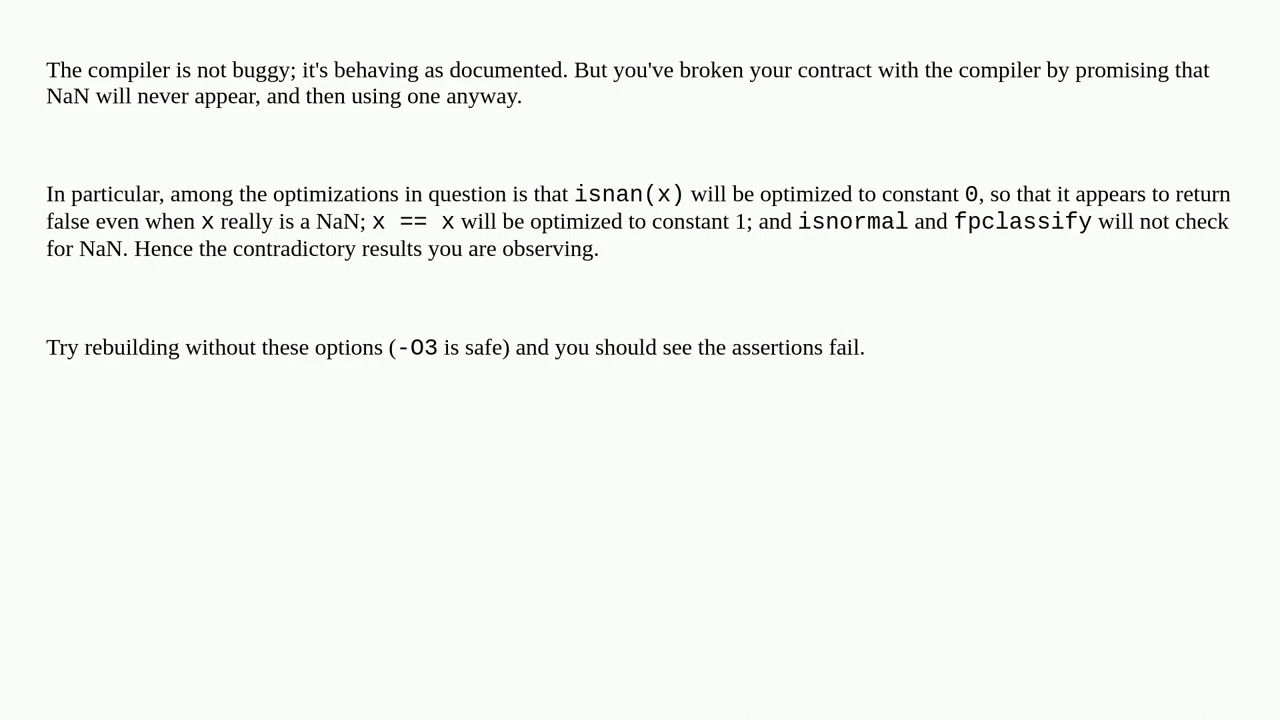 The compiler is not buggy; it's behaving as documented. But you've broken your contract with the compiler by promising that
NaN will never appear, and then using one anyway.
In particular, among the optimizations in question is that isnan(x) will be optimized to constant 0, so that it appears to return
false even when x really is a NaN; x == x will be optimized to constant 1; and isnormal and fpclassify will not check
for NaN. Hence the contradictory results you are observing.
Try rebuilding without these options (-O3 is safe) and you should see the assertions fail.